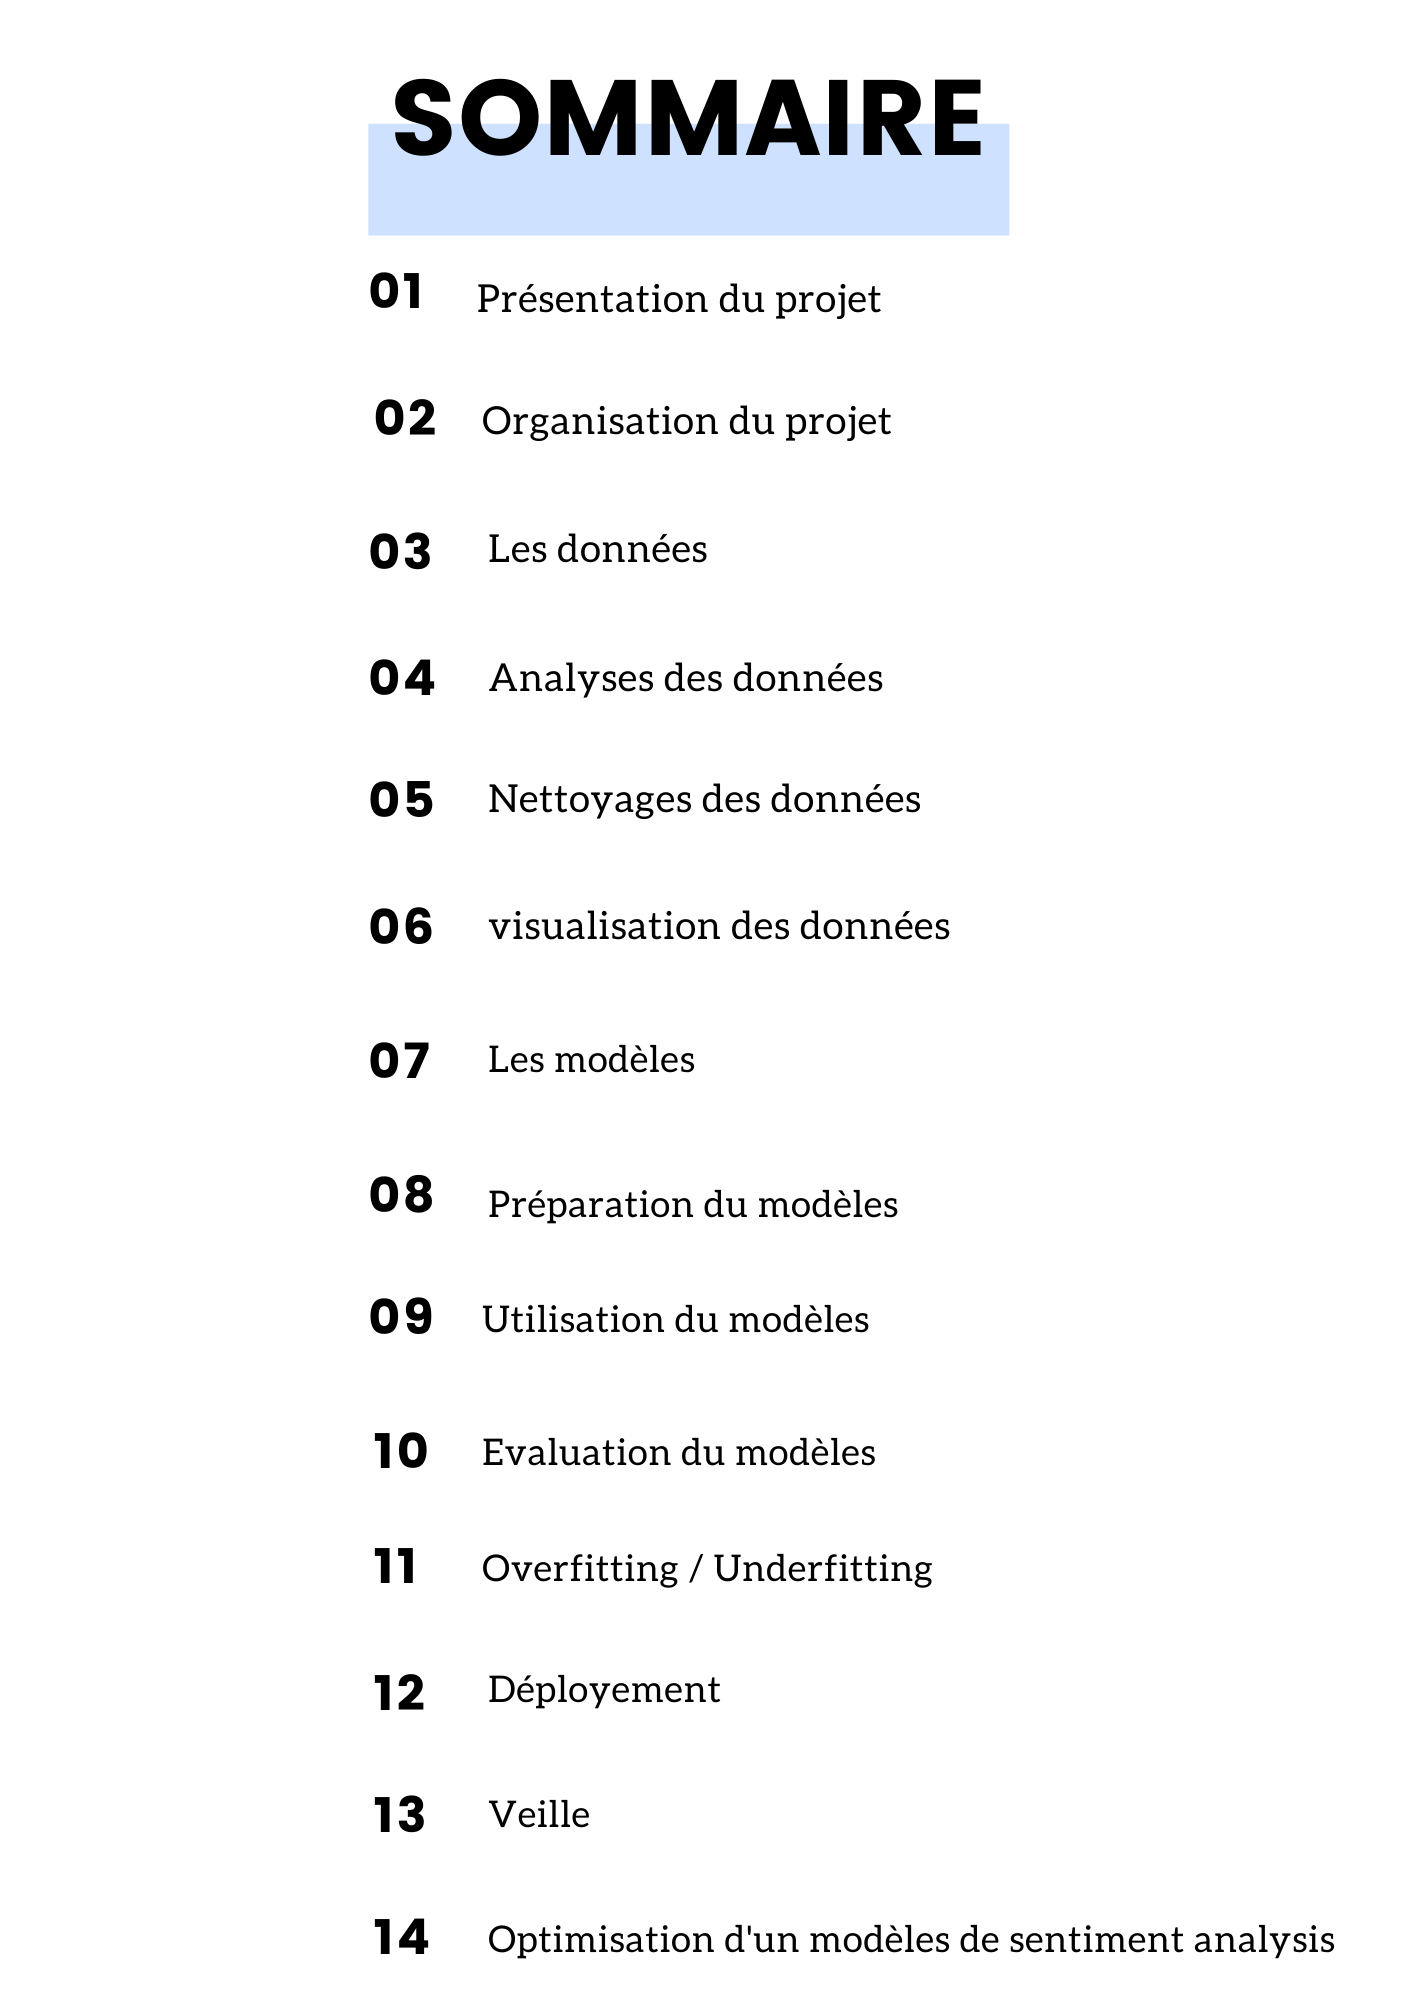 SOMMAIRE
01 Présentation du projet
02 Organisation du projet
03 Les données
04 Analyses des données
05 Nettoyages des données
06 visualisation des données
07 Les modèles
08 Préparation du modèles
09 Utilisation du modèles
10 Evaluation du modèles
11 Overfitting / Underfitting
12 Déployement
13 Veille
14 Optimisation d'un modèles de sentiment analysis